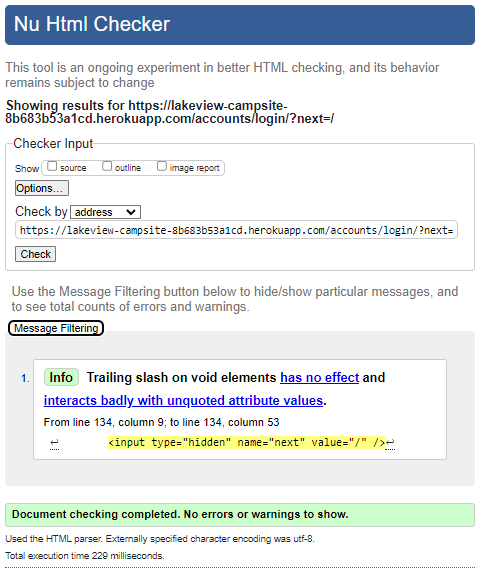 Nu Html Checker
This tool is an ongoing experiment in better HTML checking, and its behavior
remains subject to change
Showing results for https://lakeview-campsite-
8b683b53a1cd.herokuapp.com/accounts/login/?next=/
Checker Input
Show source outline image report
Options...
Check by address
https://lakeview-campsite-8b683b53a1cd.herokuapp.com/accounts/login/?next=
Check
Use the Message Filtering button below to hide/show particular messages, and
to see total counts of errors and warnings.
Message Filtering
1. Info Trailing slash on void elements has no effect and
interacts badly with unquoted attribute values.
From line 134, column 9; to line 134, column 53
↩ <input type="hidden" name="next" value="/" />↩
Document checking completed. No errors or warnings to show.
Used the HTML parser. Externally specified character encoding was utf-8.
Total execution time 229 milliseconds.